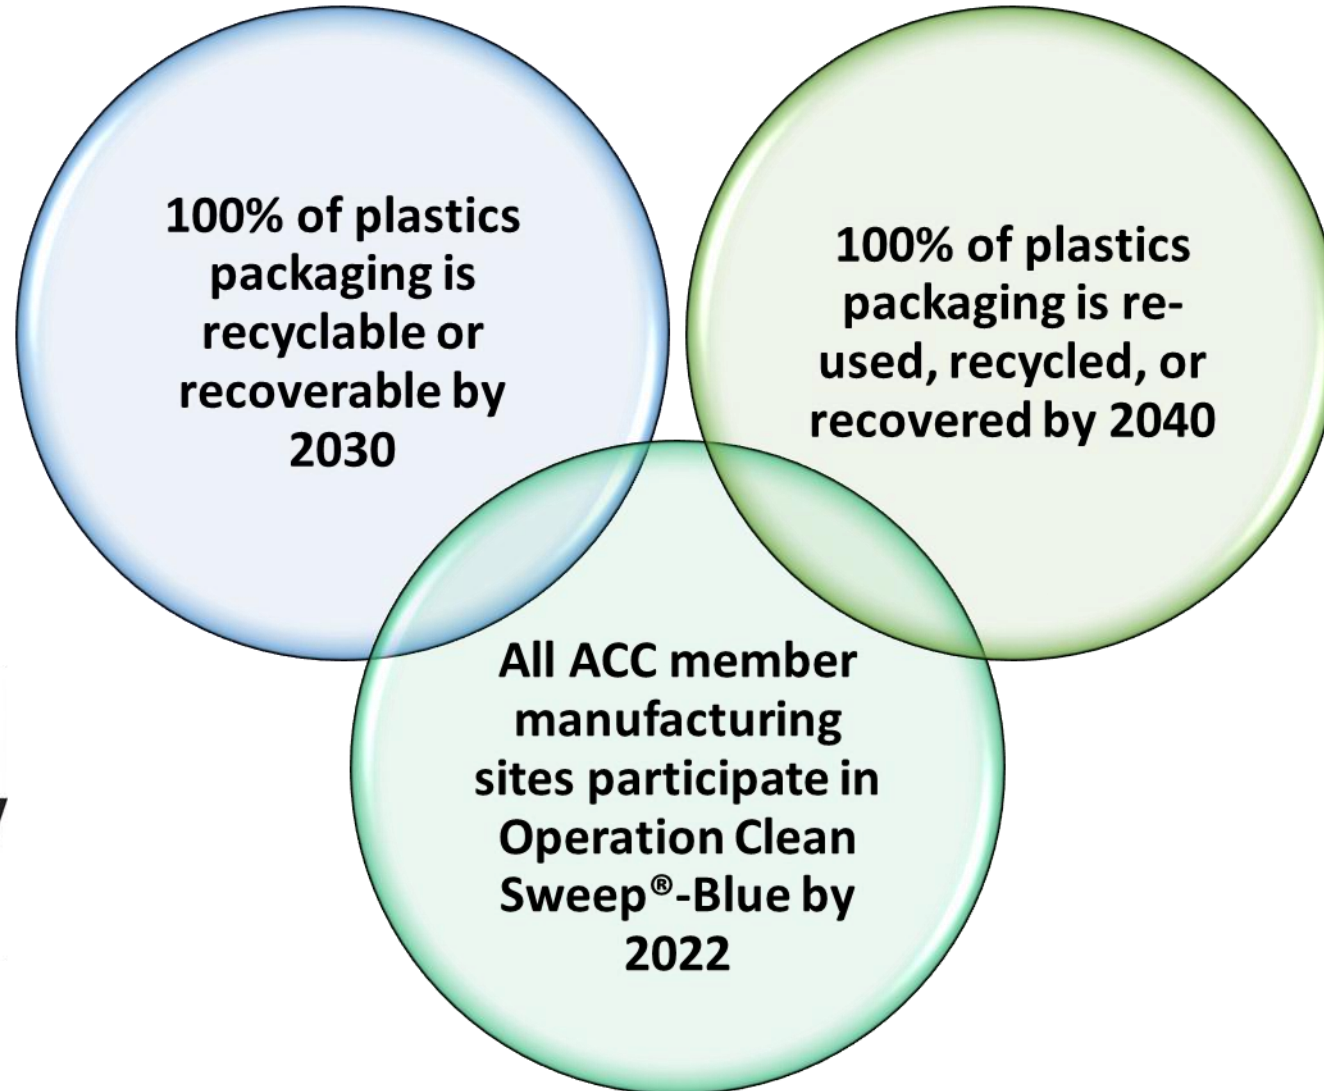 100% of plastics
packaging is
recyclable or
recoverable by
2030
100% of plastics
packaging is re-
used, recycled, or
recovered by 2040
All ACC member
manufacturing
sites participate in
Operation Clean
Sweep®-Blue by
2022